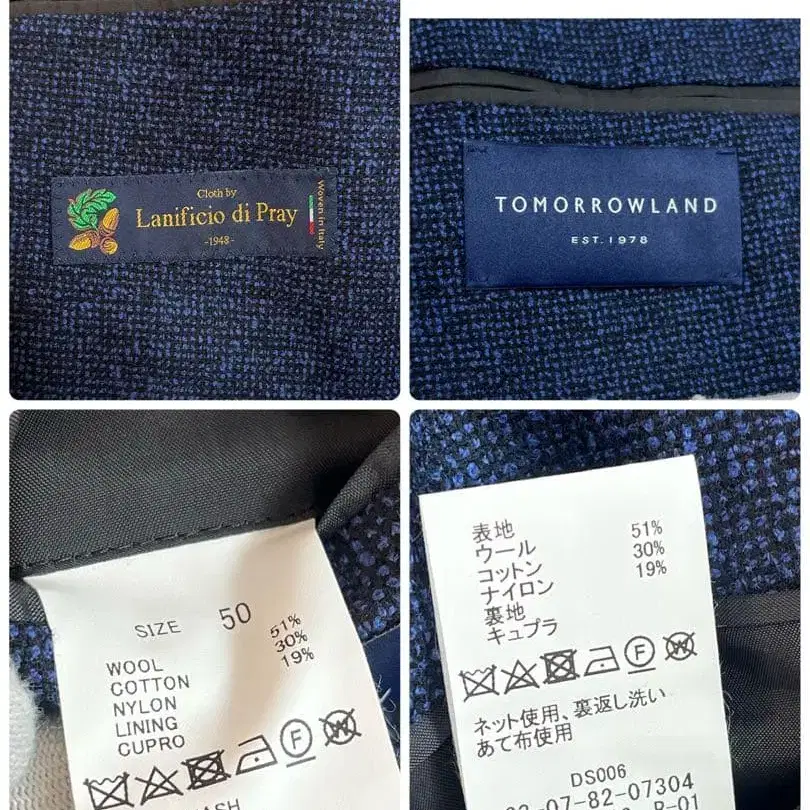 Cloth by
Lanificio di Pray
-1948-
Woven in Italy
TOMORROWLAND
EST. 1978
SIZE 50
WOOL 51%
COTTON 30%
NYLON 19%
LINING
CUPRO
F
W
表地
ウール 51%
コットン 30%
ナイロン 19%
裏地
キュプラ
F
W
ネット使用、裏返し洗い
あて布使用
DS006
07-82-07304